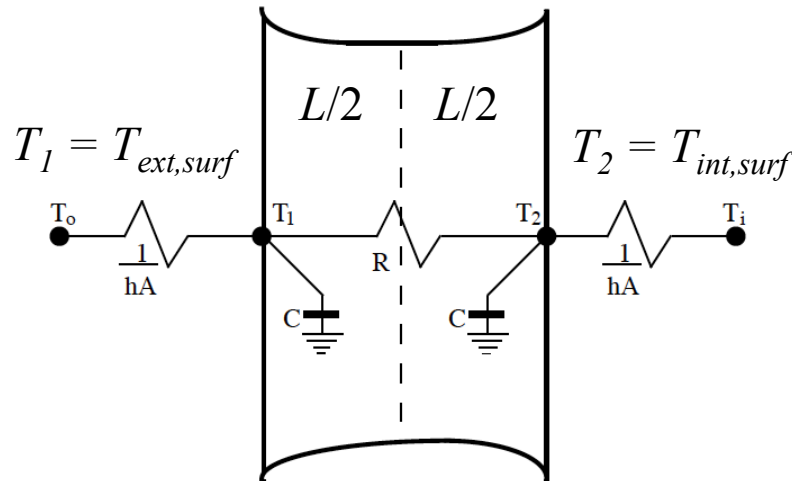 L/2 L/2
T1 = Text,surf T2 = Tint,surf
To T1 T2 Ti
1 R 1
hA hA
C C